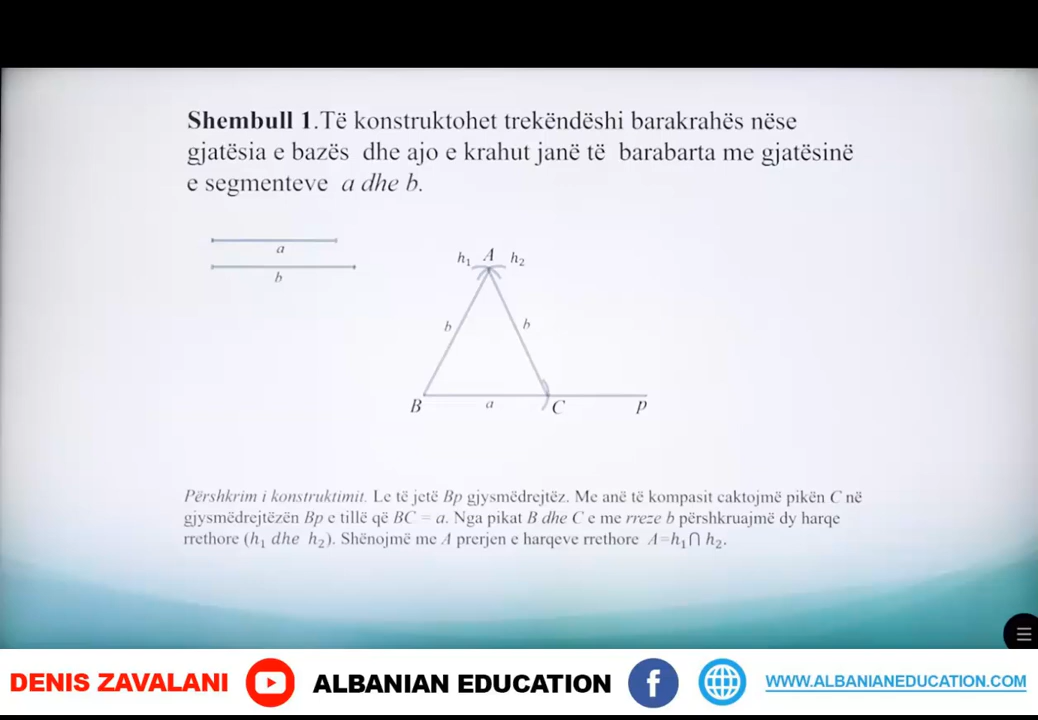 Shembull 1.Të konstruktohet trekëndëshi barakrahës nëse
gjatësia e bazës dhe ajo e krahut janë të barabarta me gjatësinë
e segmenteve a dhe b.
a
b
h₁ A h₂
b b
B a C p
Përshkrim i konstruktimit. Le të jetë Bp gjysmëdrejtëz. Me anë të kompasit caktojmë pikën C në
gjysmëdrejtëzën Bp e tillë që BC = a. Nga pikat B dhe C e me rreze b përshkruajmë dy harqe
rrethore (h₁ dhe h₂). Shënojmë me A prerjen e harqeve rrethore A=h₁⋂ h₂.
DENIS ZAVALANI ALBANIAN EDUCATION f WWW.ALBANIANEDUCATION.COM